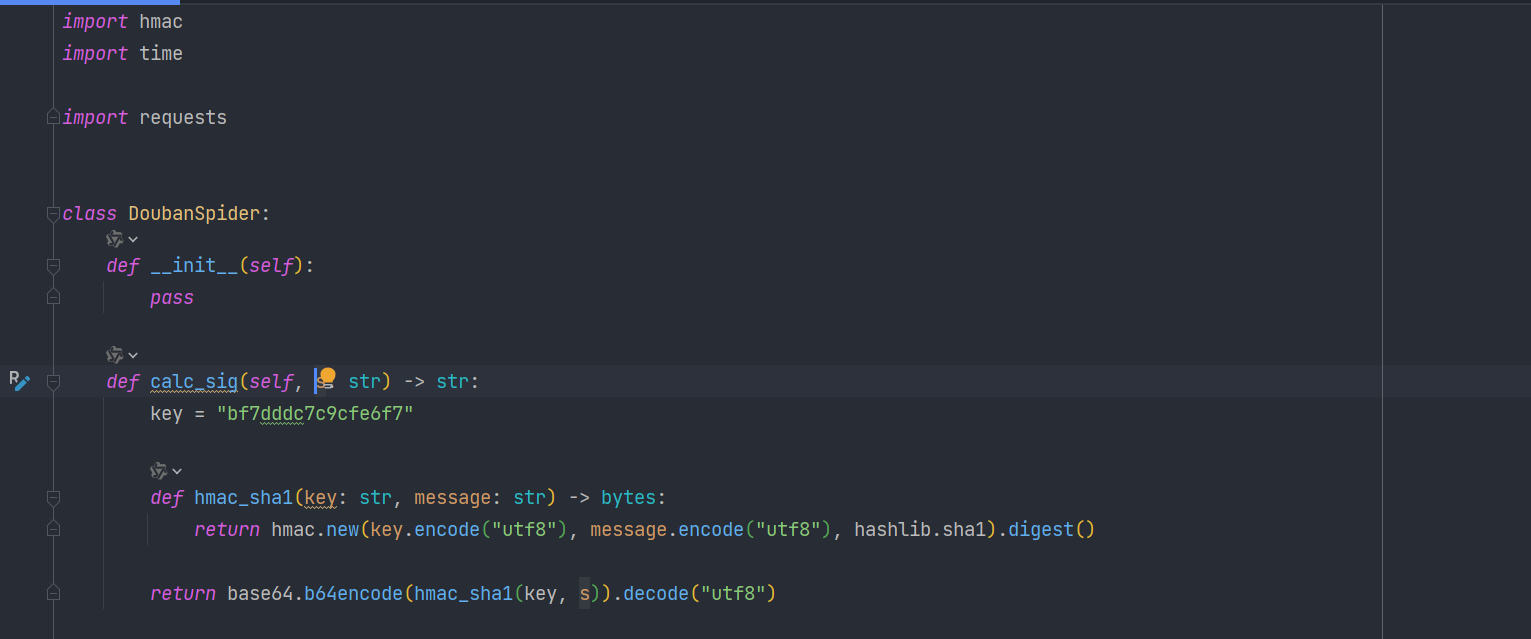 import hmac
import time
import requests
class DoubanSpider:
def __init__(self):
pass
def calc_sig(self, s: str) -> str:
key = "bf7dddc7c9cfe6f7"
def hmac_sha1(key: str, message: str) -> bytes:
return hmac.new(key.encode("utf8"), message.encode("utf8"), hashlib.sha1).digest()
return base64.b64encode(hmac_sha1(key, s)).decode("utf8")